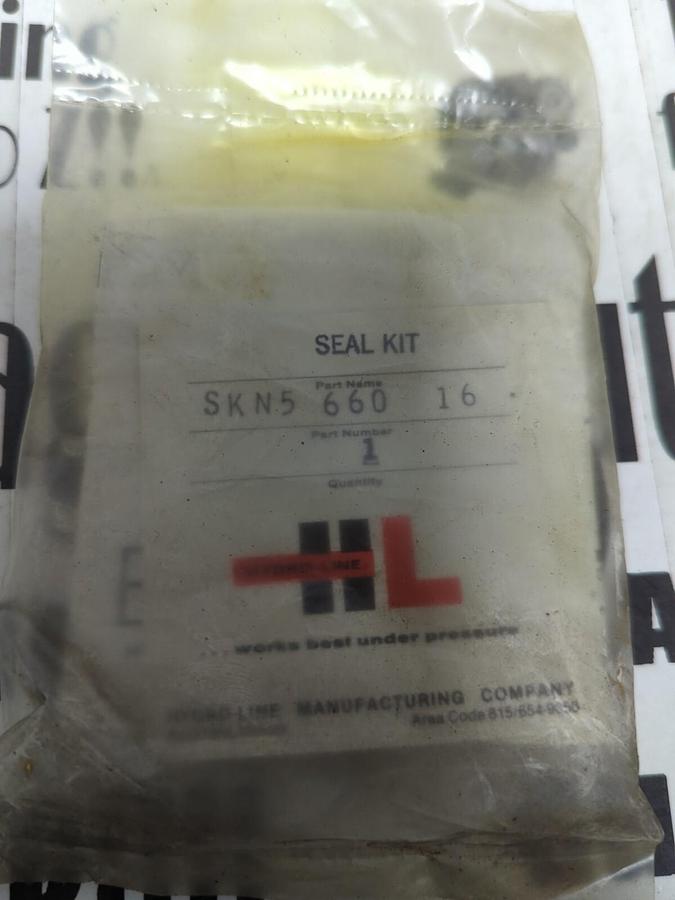 SEAL KIT
Part Name
SKN5 660 16
Part Number
1
Quantity
HYDRO-LINE
HL
works best under pressure
HYDRO-LINE MANUFACTURING COMPANY
Area Code 815/654-9050